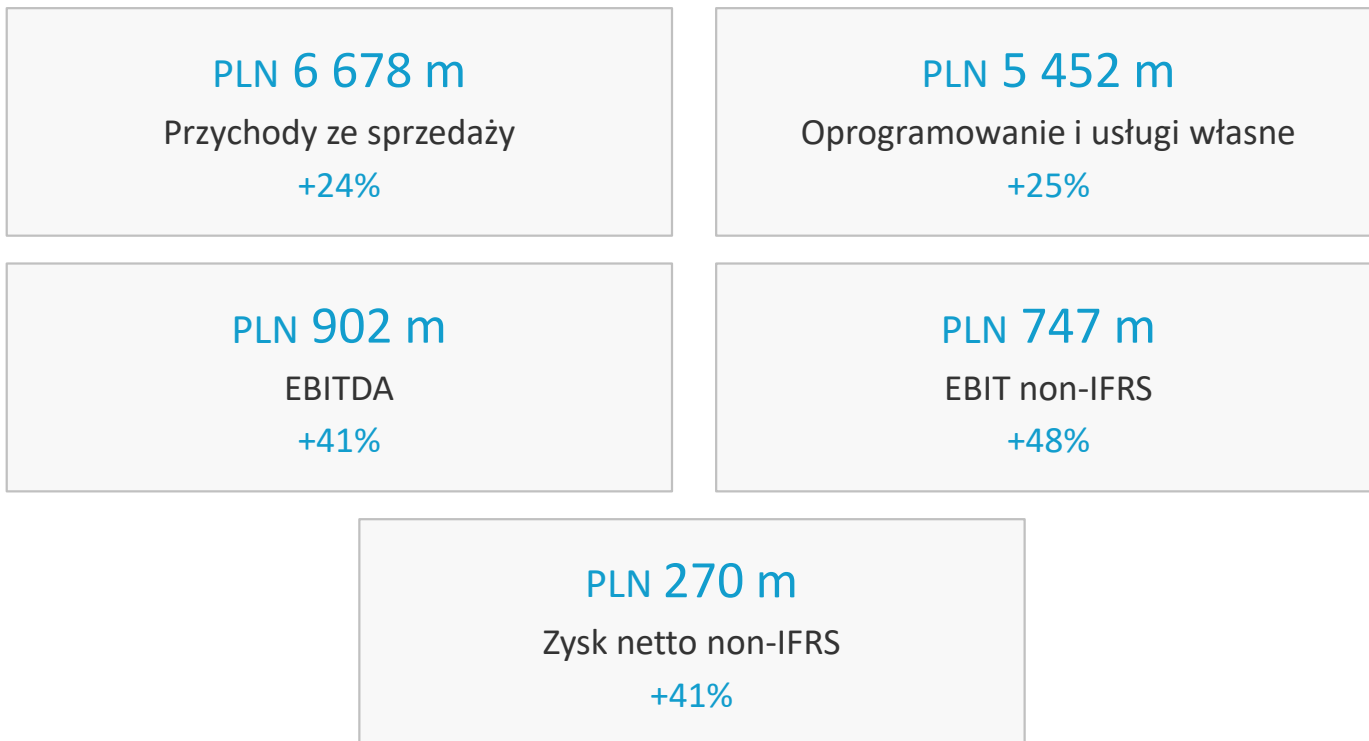 PLN 6 678 m
Przychody ze sprzedaży
+24%
PLN 5 452 m
Oprogramowanie i usługi własne
+25%
PLN 902 m
EBITDA
+41%
PLN 747 m
EBIT non-IFRS
+48%
PLN 270 m
Zysk netto non-IFRS
+41%